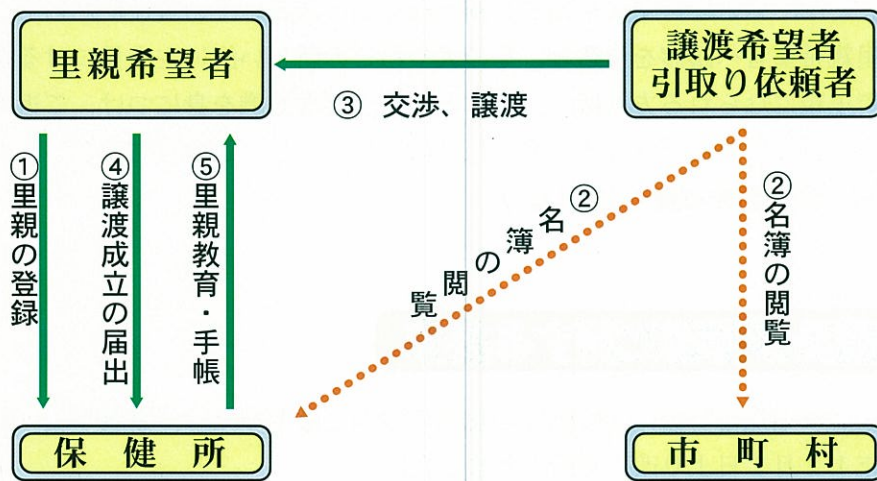 里親希望者
譲渡希望者
引取り依頼者
③ 交渉、譲渡
①里親の登録
④譲渡成立の届出
⑤里親教育・手帳
②名簿の閲覧
②名簿の閲覧
保健所
市町村